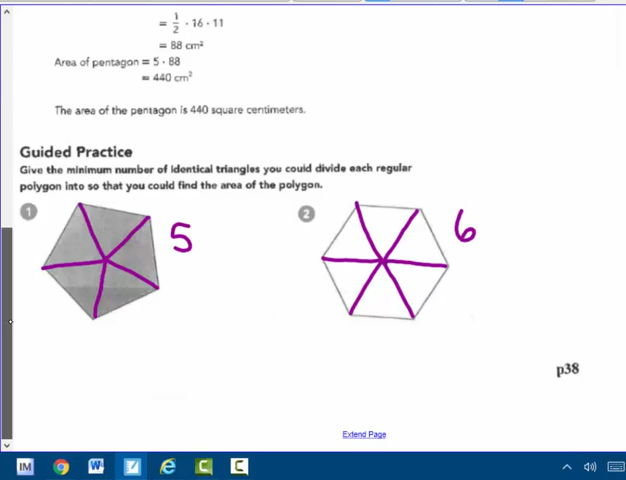 = 1/2 · 16 · 11
= 88 cm²
Area of pentagon = 5 · 88
= 440 cm²
The area of the pentagon is 440 square centimeters.
Guided Practice
Give the minimum number of identical triangles you could divide each regular
polygon into so that you could find the area of the polygon.
1
5
2
6
p38
Extend Page
IM
W
C
C